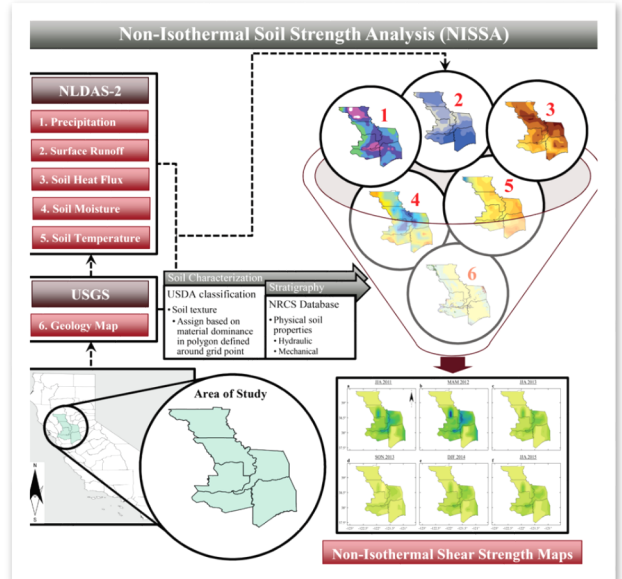 Non-Isothermal Soil Strength Analysis (NISSA)
NLDAS-2
1. Precipitation
2. Surface Runoff
3. Soil Heat Flux
4. Soil Moisture
5. Soil Temperature
USGS
6. Geology Map
1
2
3
4
5
6
Soil Characterization
USDA classification
• Soil texture
• Assign based on
material dominance
in polygon defined
around grid point
Stratigraphy
NRCS Database
• Physical soil
properties
• Hydraulic
• Mechanical
Area of Study
N
S
JJA 2011
MAM 2012
JJA 2013
SON 2013
DJF 2014
JJA 2015
Non-Isothermal Shear Strength Maps